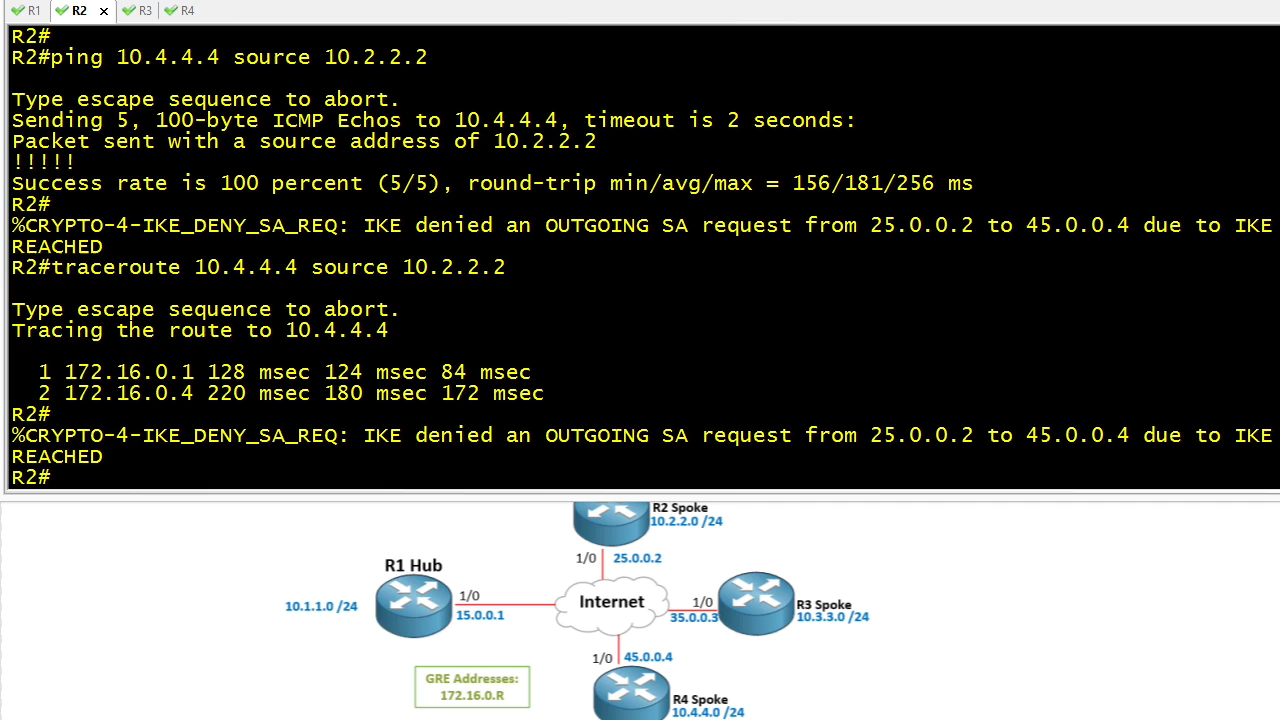 R1
R2
R3
R4
R2#
R2#ping 10.4.4.4 source 10.2.2.2
Type escape sequence to abort.
Sending 5, 100-byte ICMP Echos to 10.4.4.4, timeout is 2 seconds:
Packet sent with a source address of 10.2.2.2
!!!!!
Success rate is 100 percent (5/5), round-trip min/avg/max = 156/181/256 ms
R2#
%CRYPTO-4-IKE_DENY_SA_REQ: IKE denied an OUTGOING SA request from 25.0.0.2 to 45.0.0.4 due to IKE
REACHED
R2#traceroute 10.4.4.4 source 10.2.2.2
Type escape sequence to abort.
Tracing the route to 10.4.4.4
1 172.16.0.1 128 msec 124 msec 84 msec
2 172.16.0.4 220 msec 180 msec 172 msec
R2#
%CRYPTO-4-IKE_DENY_SA_REQ: IKE denied an OUTGOING SA request from 25.0.0.2 to 45.0.0.4 due to IKE
REACHED
R2#
R2 Spoke
10.2.2.0 /24
1/0 25.0.0.2
R1 Hub
10.1.1.0 /24
1/0
15.0.0.1
Internet
1/0
35.0.0.3
R3 Spoke
10.3.3.0 /24
1/0 45.0.0.4
GRE Addresses:
172.16.0.R
R4 Spoke
10.4.4.0 /24